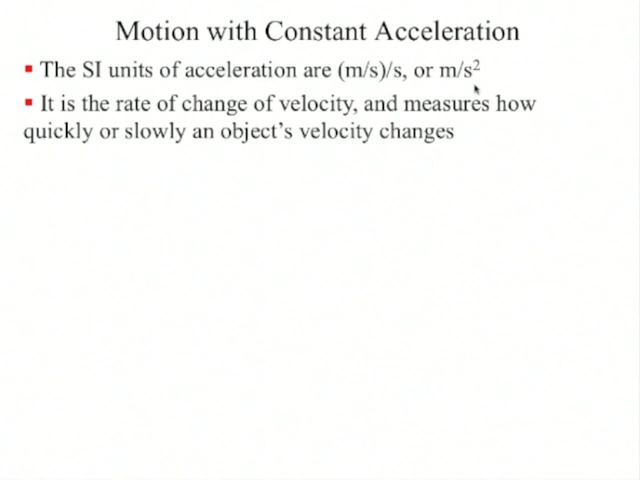 Motion with Constant Acceleration
▪ The SI units of acceleration are (m/s)/s, or m/s²
▪ It is the rate of change of velocity, and measures how
quickly or slowly an object's velocity changes